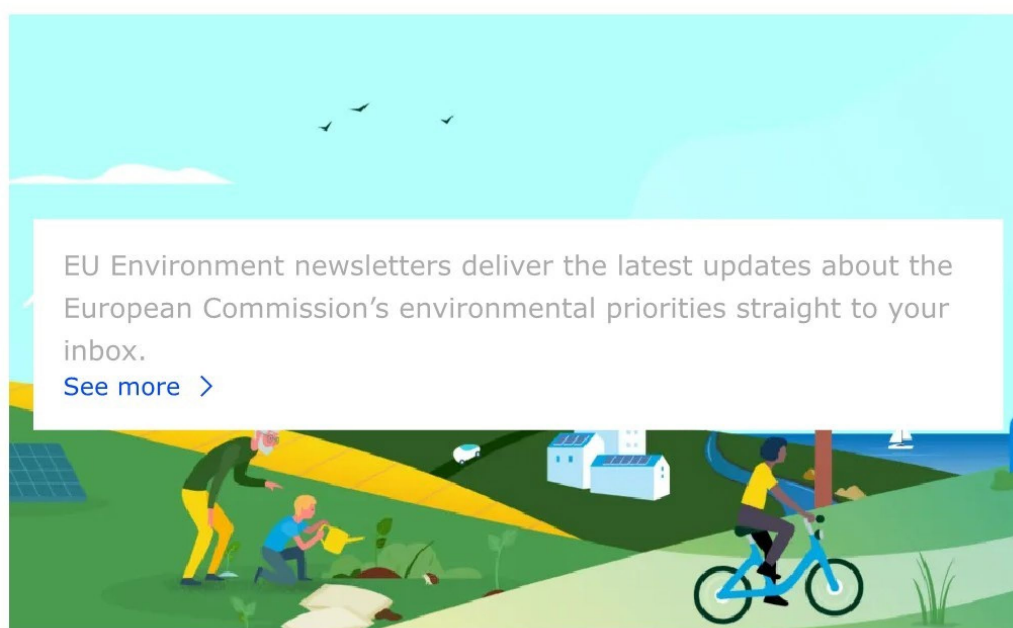 EU Environment newsletters deliver the latest updates about the
European Commission’s environmental priorities straight to your
inbox.
See more